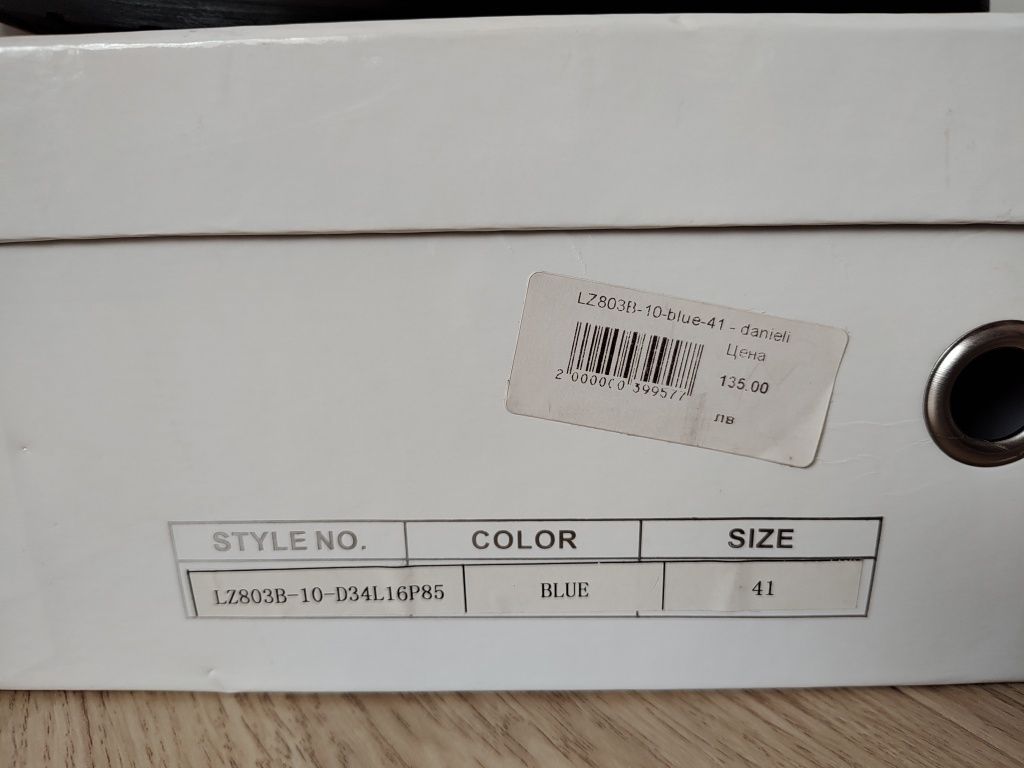 LZ803B-10-blue-41 - danieli
Цена
135.00
2 000000 399577
лв
STYLE NO. COLOR SIZE
LZ803B-10-D34L16P85 BLUE 41